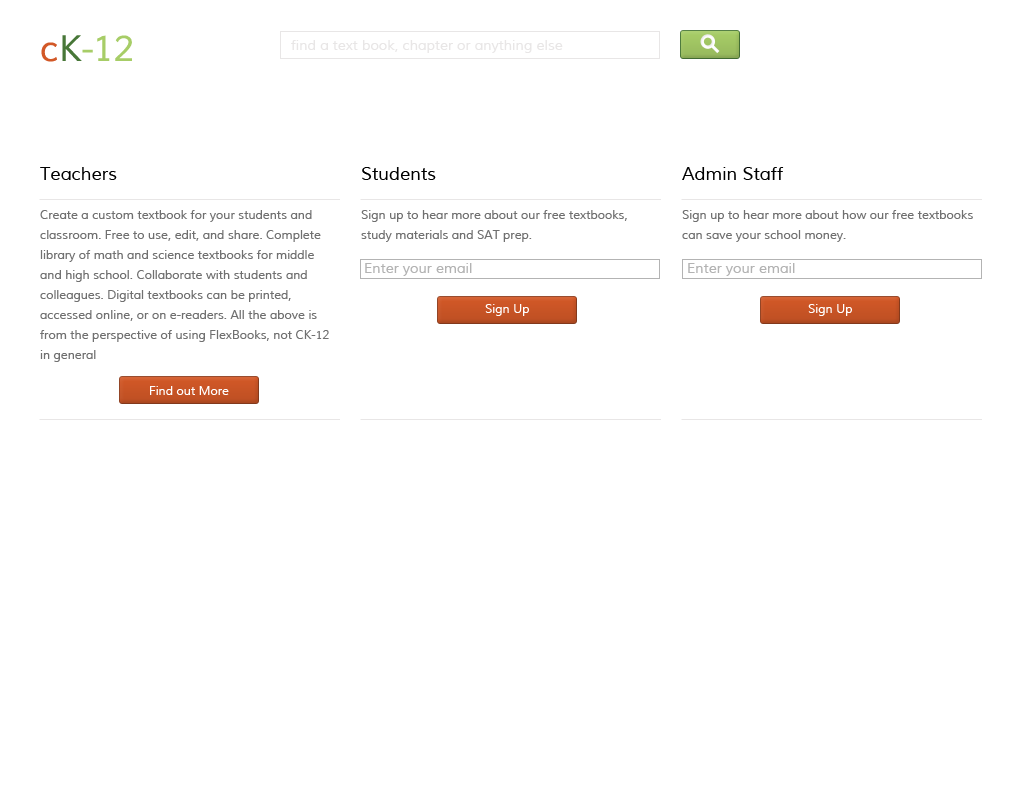 cK-12
find a text book, chapter or anything else
Teachers
Create a custom textbook for your students and
classroom. Free to use, edit, and share. Complete
library of math and science textbooks for middle
and high school. Collaborate with students and
colleagues. Digital textbooks can be printed,
accessed online, or on e-readers. All the above is
from the perspective of using FlexBooks, not CK-12
in general
Find out More
Students
Sign up to hear more about our free textbooks,
study materials and SAT prep.
Enter your email
Sign Up
Admin Staff
Sign up to hear more about how our free textbooks
can save your school money.
Enter your email
Sign Up